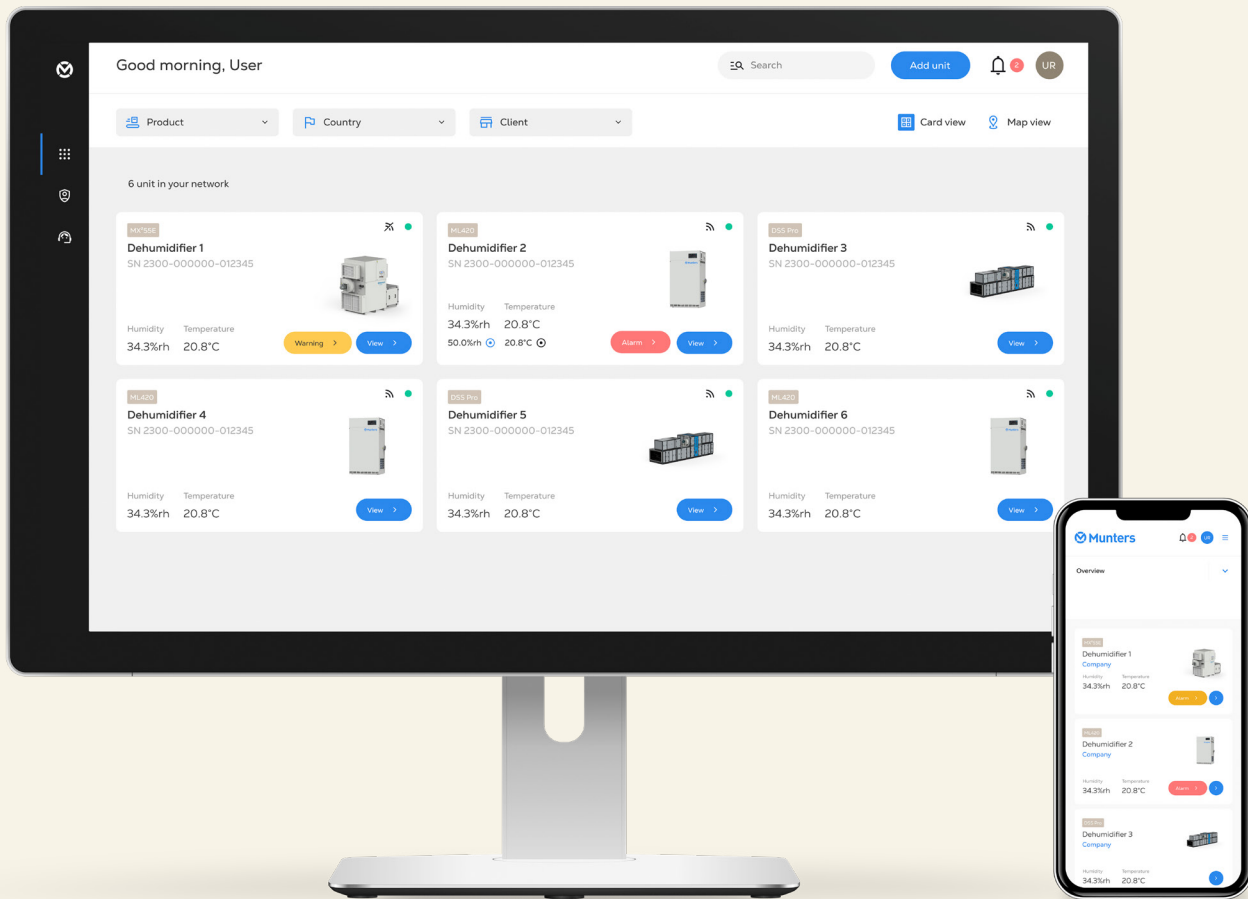 Good morning, User
Search
Add unit
2
UR
Product
Country
Client
Card view
Map view
6 unit in your network
MX²55E
Dehumidifier 1
SN 2300-000000-012345
Humidity Temperature
34.3%rh 20.8°C
Warning
View
ML420
Dehumidifier 2
SN 2300-000000-012345
Humidity Temperature
34.3%rh 20.8°C
50.0%rh 20.8°C
Alarm
View
DSS Pro
Dehumidifier 3
SN 2300-000000-012345
Humidity Temperature
34.3%rh 20.8°C
View
ML420
Dehumidifier 4
SN 2300-000000-012345
Humidity Temperature
34.3%rh 20.8°C
View
DSS Pro
Dehumidifier 5
SN 2300-000000-012345
Humidity Temperature
34.3%rh 20.8°C
View
ML420
Dehumidifier 6
SN 2300-000000-012345
Humidity Temperature
34.3%rh 20.8°C
View
Munters
2
UR
Overview
Dehumidifier 1
Company
Humidity Temperature
34.3%rh 20.8°C
Alarm
ML420
Dehumidifier 2
Company
Humidity Temperature
34.3%rh 20.8°C
Alarm
DSS Pro
Dehumidifier 3
Company
Humidity Temperature
34.3%rh 20.8°C